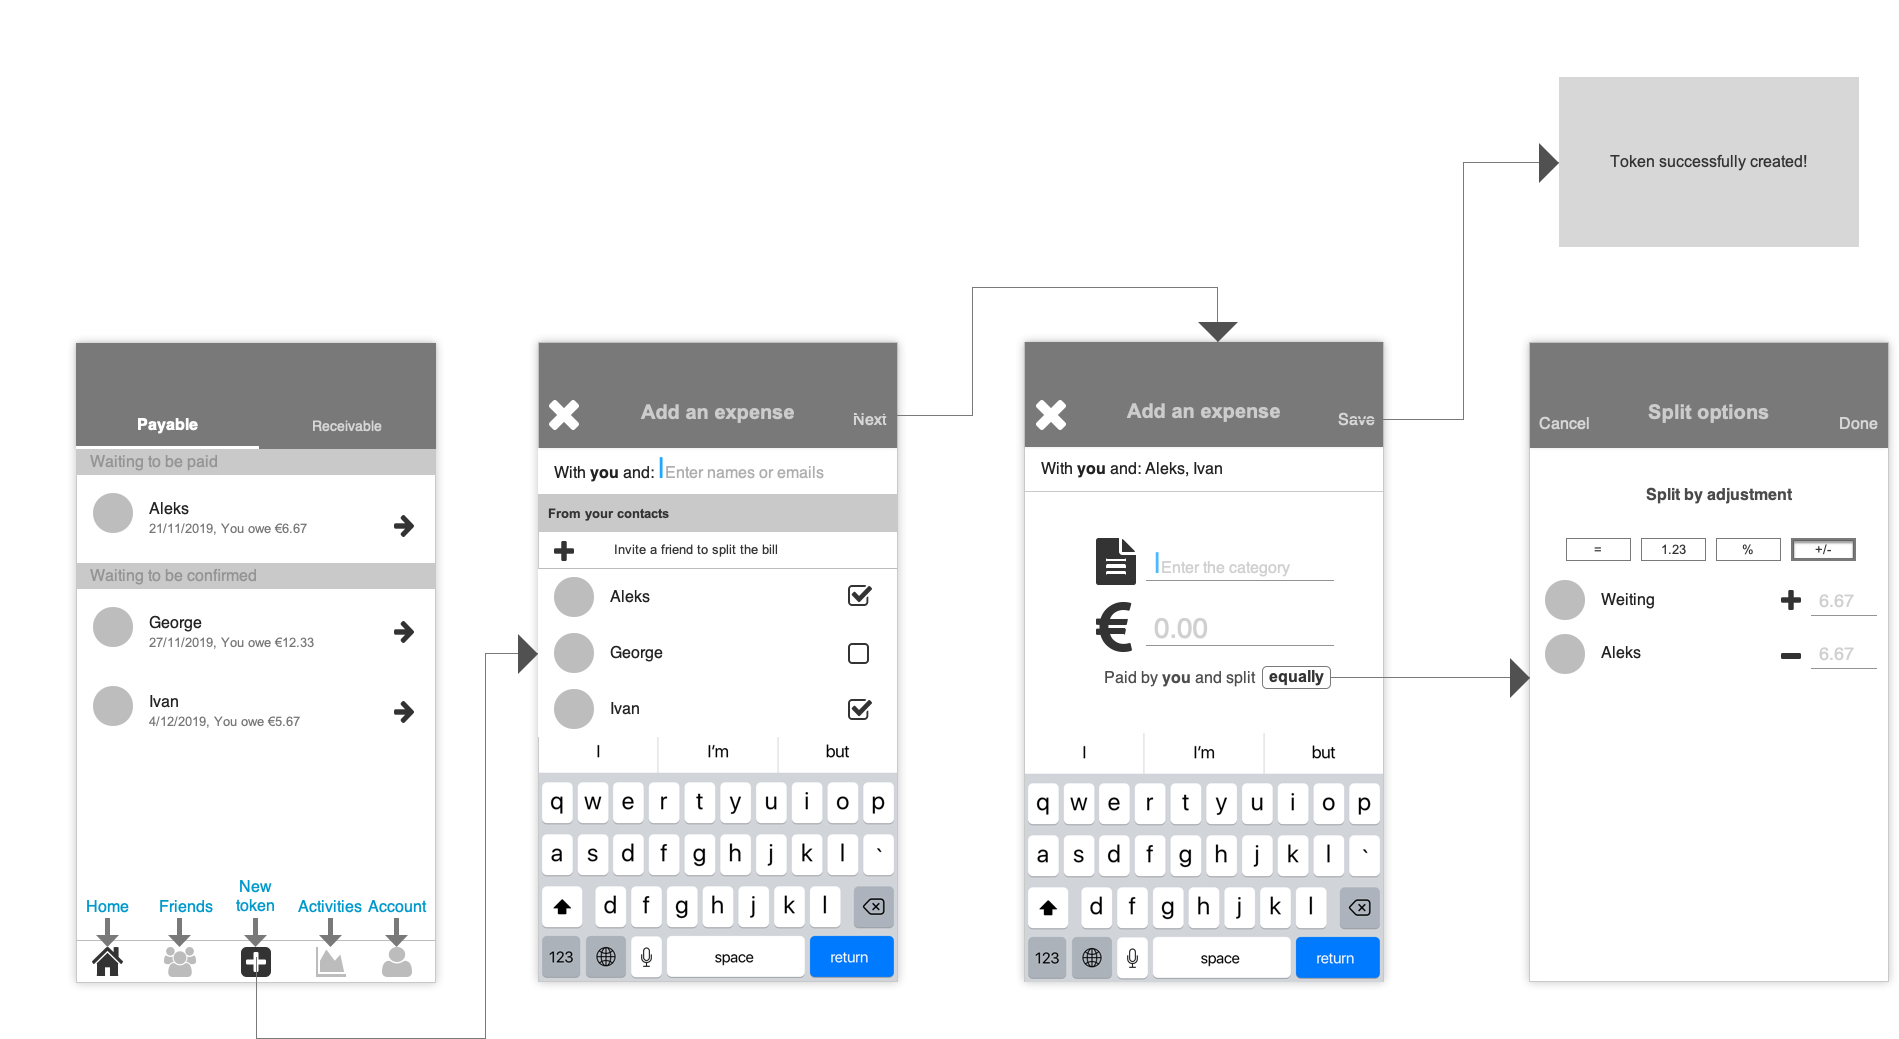 Token successfully created!
Payable
Receivable
Waiting to be paid
Aleks
21/11/2019, You owe €6.67
Waiting to be confirmed
George
27/11/2019, You owe €12.33
Ivan
4/12/2019, You owe €5.67
Home
Friends
New
token
Activities
Account
Add an expense
Next
With you and: Enter names or emails
From your contacts
Invite a friend to split the bill
Aleks
George
Ivan
I I'm but
q w e r t y u i o p
a s d f g h j k l `
d f g h j k l
123 space return
Add an expense
Save
With you and: Aleks, Ivan
Enter the category
€ 0.00
Paid by you and split equally
I I'm but
q w e r t y u i o p
a s d f g h j k l `
d f g h j k l
123 space return
Cancel
Split options
Done
Split by adjustment
= 1.23 % +/-
Weiting 6.67
Aleks 6.67